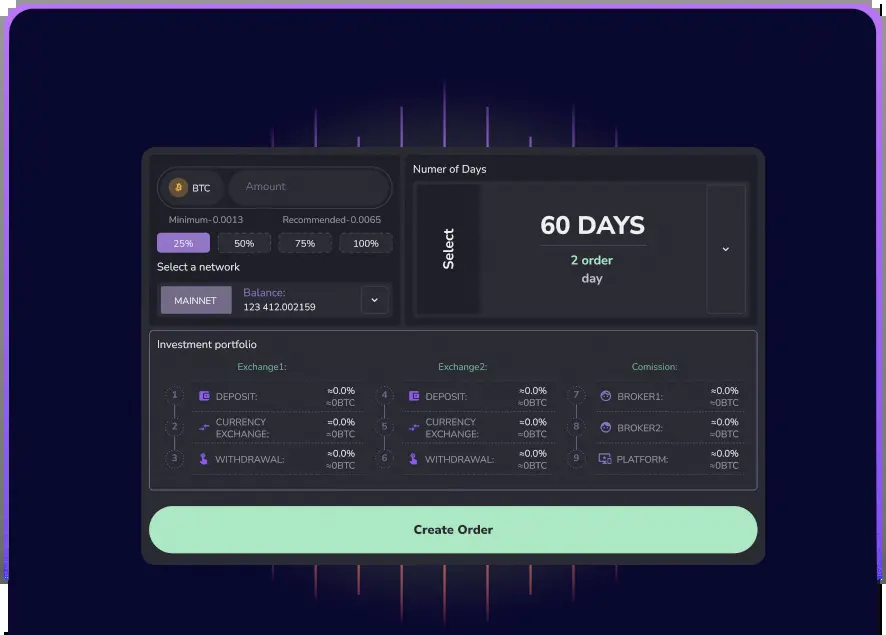 BTC
Amount
Minimum-0.0013 Recommended-0.0065
25% 50% 75% 100%
Select a network
MAINNET
Balance:
123 412.002159
Numer of Days
Select
60 DAYS
2 order
day
Investment portfolio
Exchange1: Exchange2: Comission:
1 DEPOSIT: ≈0.0% ≈0BTC
2 CURRENCY EXCHANGE: ≈0.0% ≈0BTC
3 WITHDRAWAL: ≈0.0% ≈0BTC
4 DEPOSIT: ≈0.0% ≈0BTC
5 CURRENCY EXCHANGE: ≈0.0% ≈0BTC
6 WITHDRAWAL: ≈0.0% ≈0BTC
7 BROKER1: ≈0.0% ≈0BTC
8 BROKER2: ≈0.0% ≈0BTC
9 PLATFORM: ≈0.0% ≈0BTC
Create Order